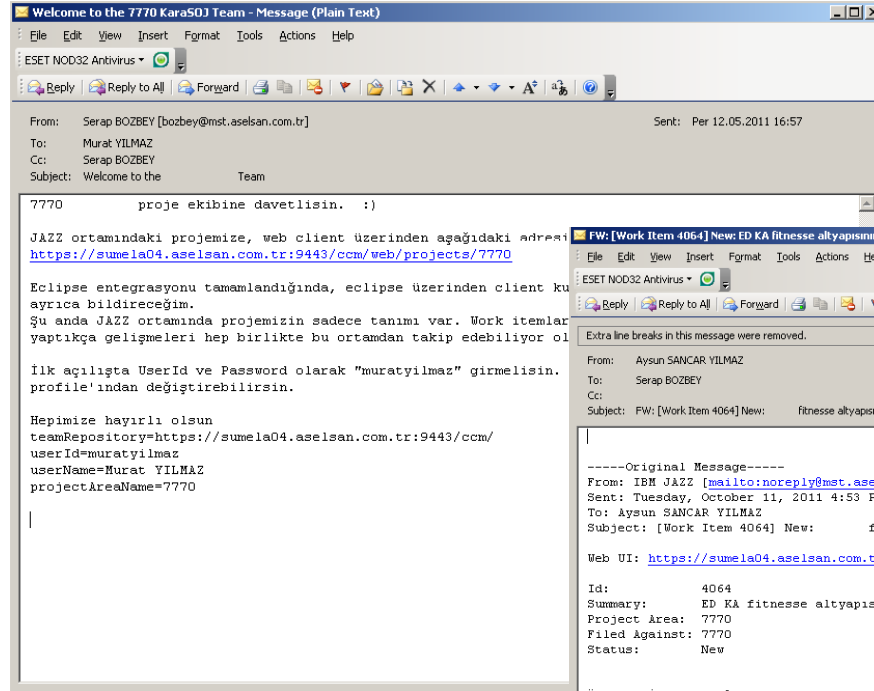 Welcome to the 7770 KaraSOJ Team - Message (Plain Text)
File Edit View Insert Format Tools Actions Help
ESET NOD32 Antivirus
Reply Reply to All Forward
From: Serap BOZBEY [bozbey@mst.aselsan.com.tr] Sent: Per 12.05.2011 16:57
To: Murat YILMAZ
Cc: Serap BOZBEY
Subject: Welcome to the Team
7770 proje ekibine davetlisin. :)
JAZZ ortamındaki projemize, web client üzerinden aşağıdaki adresi
https://sumela04.aselsan.com.tr:9443/ccm/web/projects/7770
Eclipse entegrasyonu tamamlandığında, eclipse üzerinden client ku
ayrıca bildireceğim.
Şu anda JAZZ ortamında projemizin sadece tanımı var. Work itemlar
yaptıkça gelişmeleri hep birlikte bu ortamdan takip edebiliyor ol
İlk açılışta UserId ve Password olarak "muratyilmaz" girmelisin.
profile'ından değiştirebilirsin.
Hepimize hayırlı olsun
teamRepository=https://sumela04.aselsan.com.tr:9443/ccm/
userId=muratyilmaz
userName=Murat YILMAZ
projectAreaName=7770
FW: [Work Item 4064] New: ED KA fitnesse altyapısının
File Edit View Insert Format Tools Actions He
ESET NOD32 Antivirus
Reply Reply to All Forward
Extra line breaks in this message were removed.
From: Aysun SANCAR YILMAZ
To: Serap BOZBEY
Cc:
Subject: FW: [Work Item 4064] New: fitnesse altyapıs
-----Original Message-----
From: IBM JAZZ [mailto:noreply@mst.ase
Sent: Tuesday, October 11, 2011 4:53 P
To: Aysun SANCAR YILMAZ
Subject: [Work Item 4064] New: f
Web UI: https://sumela04.aselsan.com.t
Id: 4064
Summary: ED KA fitnesse altyapıs
Project Area: 7770
Filed Against: 7770
Status: New